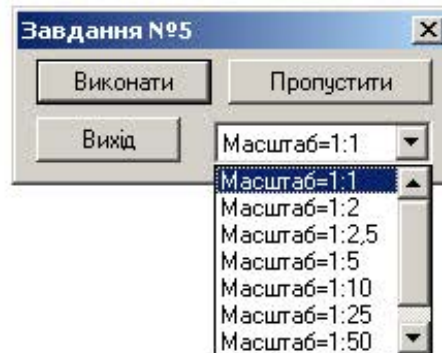 Завдання №5
Виконати Пропустити
Вихід Масштаб=1:1
Масштаб=1:1
Масштаб=1:2
Масштаб=1:2,5
Масштаб=1:5
Масштаб=1:10
Масштаб=1:25
Масштаб=1:50